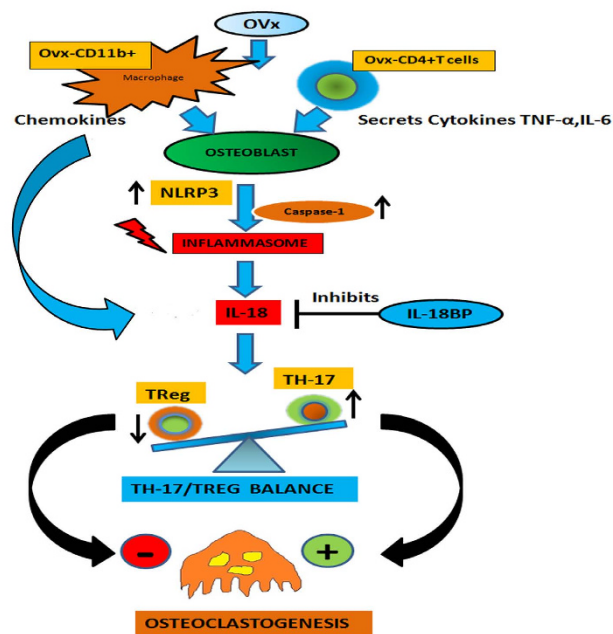 OVx
Ovx-CD11b+
Macrophage
Ovx-CD4+T cells
Chemokines
Secrets Cytokines TNF-α,IL-6
OSTEOBLAST
NLRP3
Caspase-1
INFLAMMASOME
IL-18
Inhibits
IL-18BP
TReg
TH-17
TH-17/TREG BALANCE
-
+
OSTEOCLASTOGENESIS